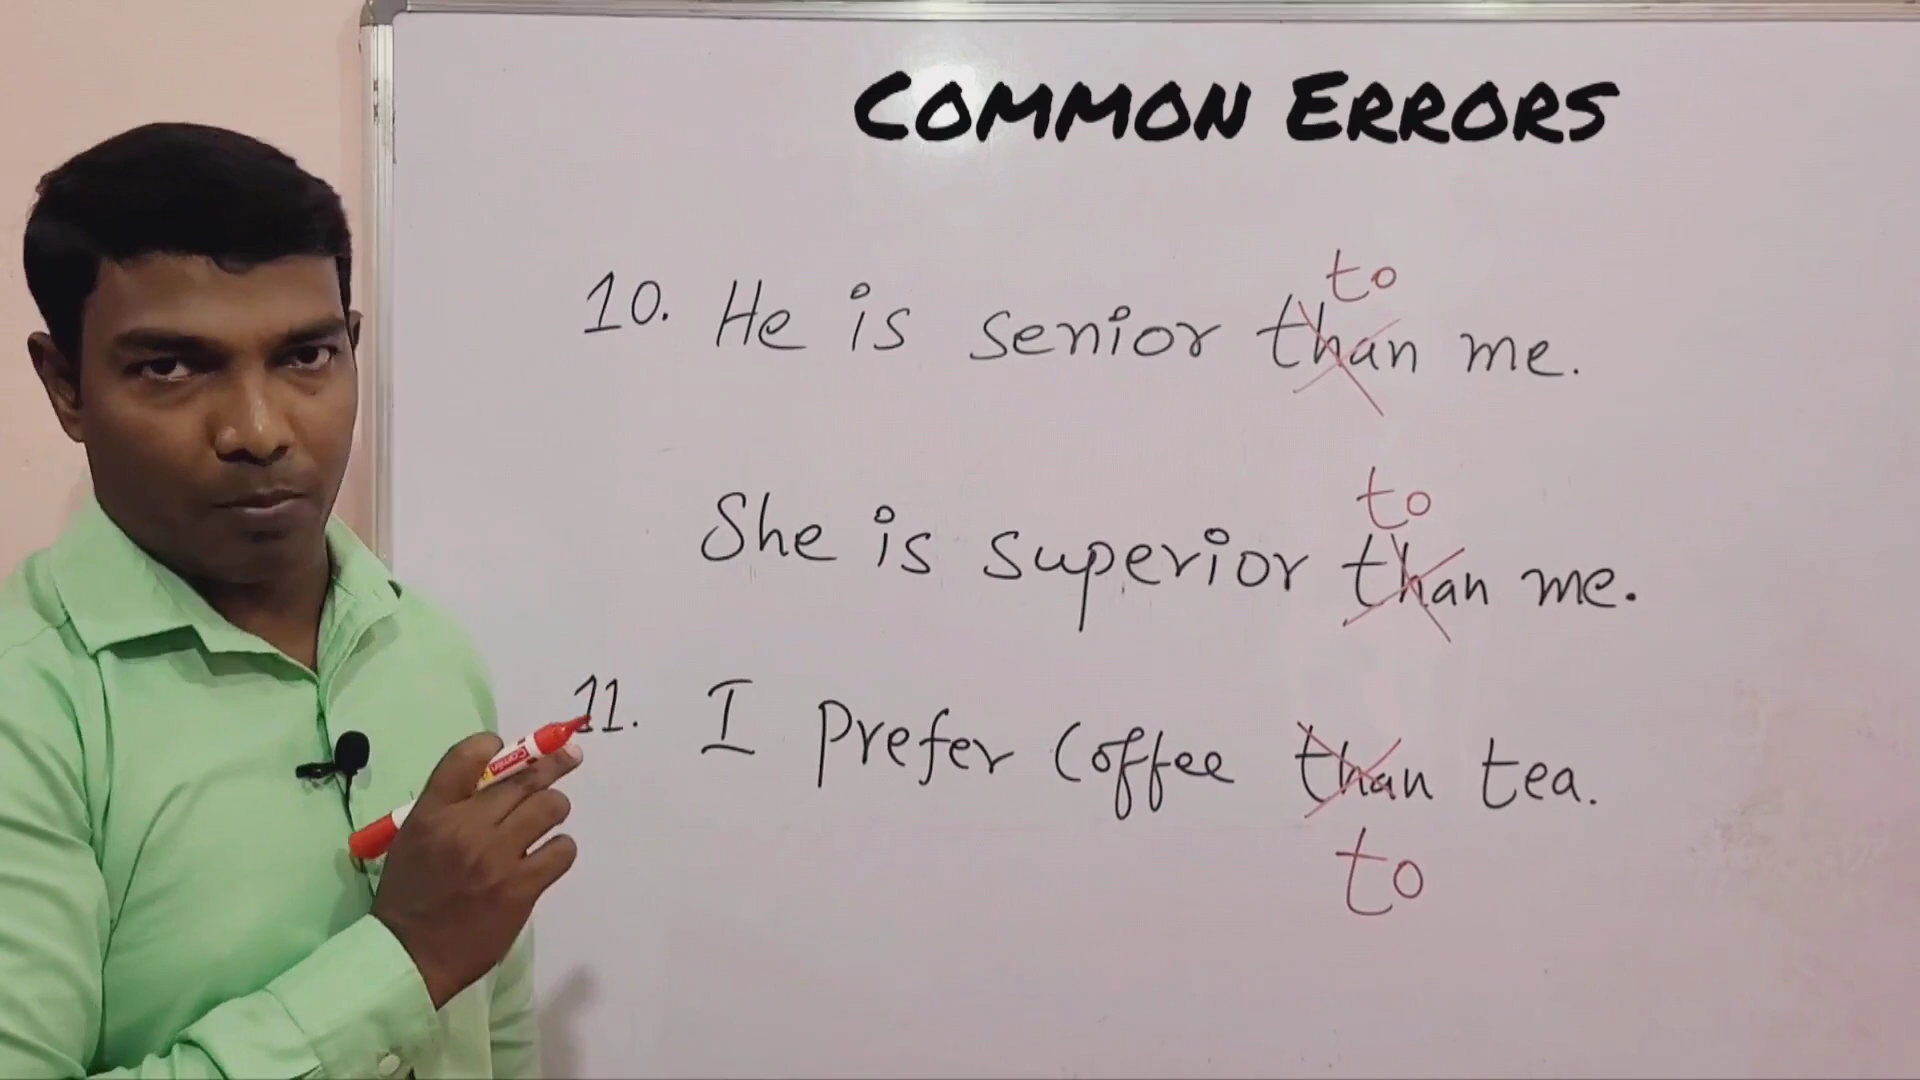 COMMON ERRORS
to
10. He is senior than me.
to
She is superior than me.
11. I prefer coffee than tea.
to
Camlin